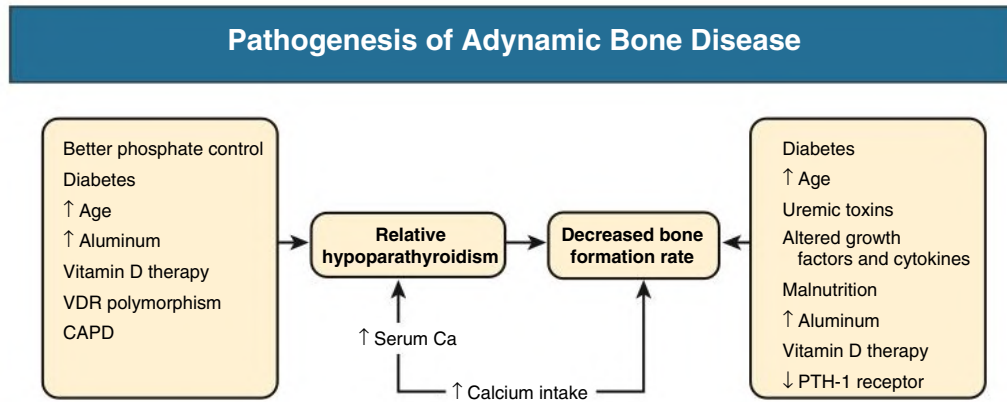 Pathogenesis of Adynamic Bone Disease
Better phosphate control
Diabetes
↑ Age
↑ Aluminum
Vitamin D therapy
VDR polymorphism
CAPD
Relative
hypoparathyroidism
Decreased bone
formation rate
Diabetes
↑ Age
Uremic toxins
Altered growth
factors and cytokines
Malnutrition
↑ Aluminum
Vitamin D therapy
↓ PTH-1 receptor
↑ Serum Ca
↑ Calcium intake